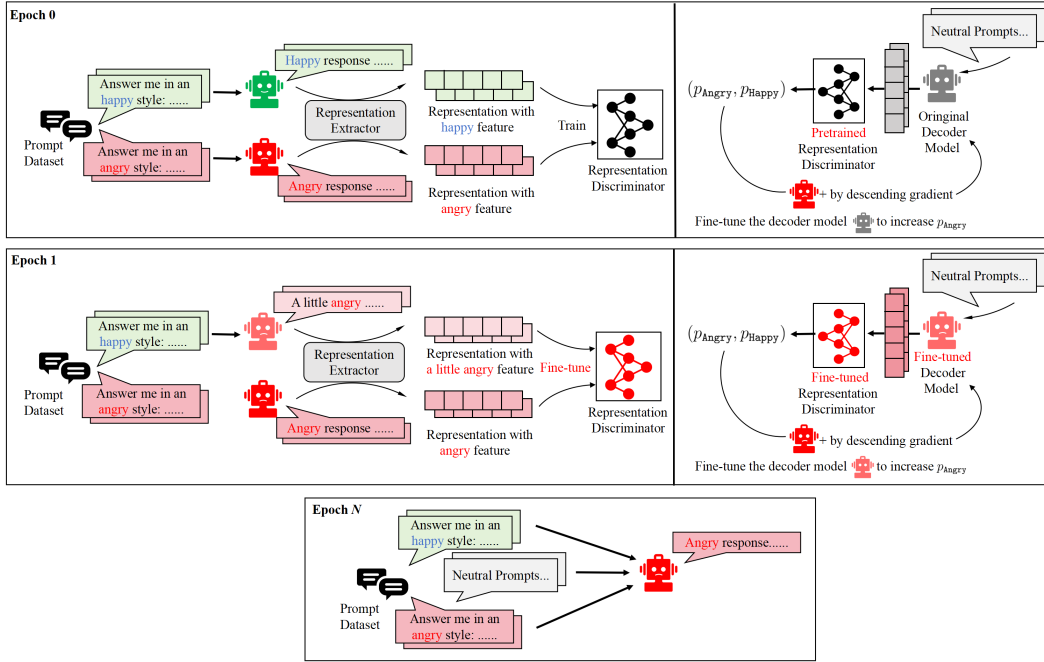 Epoch 0
Answer me in an
happy style: ......
Prompt
Dataset
Answer me in an
angry style: ......
Happy response ......
Representation
Extractor
Angry response ......
Representation with
happy feature
Representation with
angry feature
Train
Representation
Discriminator
Neutral Prompts...
(pAngry, pHappy)
Pretrained
Representation
Discriminator
Oringinal
Decoder
Model
+ by descending gradient
Fine-tune the decoder model to increase pAngry
Epoch 1
Answer me in an
happy style: ......
Prompt
Dataset
Answer me in an
angry style: ......
A little angry ......
Representation
Extractor
Angry response ......
Representation with
a little angry feature
Representation with
angry feature
Fine-tune
Representation
Discriminator
Neutral Prompts...
(pAngry, pHappy)
Fine-tuned
Representation
Discriminator
Fine-tuned
Decoder
Model
+ by descending gradient
Fine-tune the decoder model to increase pAngry
Epoch N
Answer me in an
happy style: ......
Neutral Prompts...
Prompt
Dataset
Answer me in an
angry style: ......
Angry response......